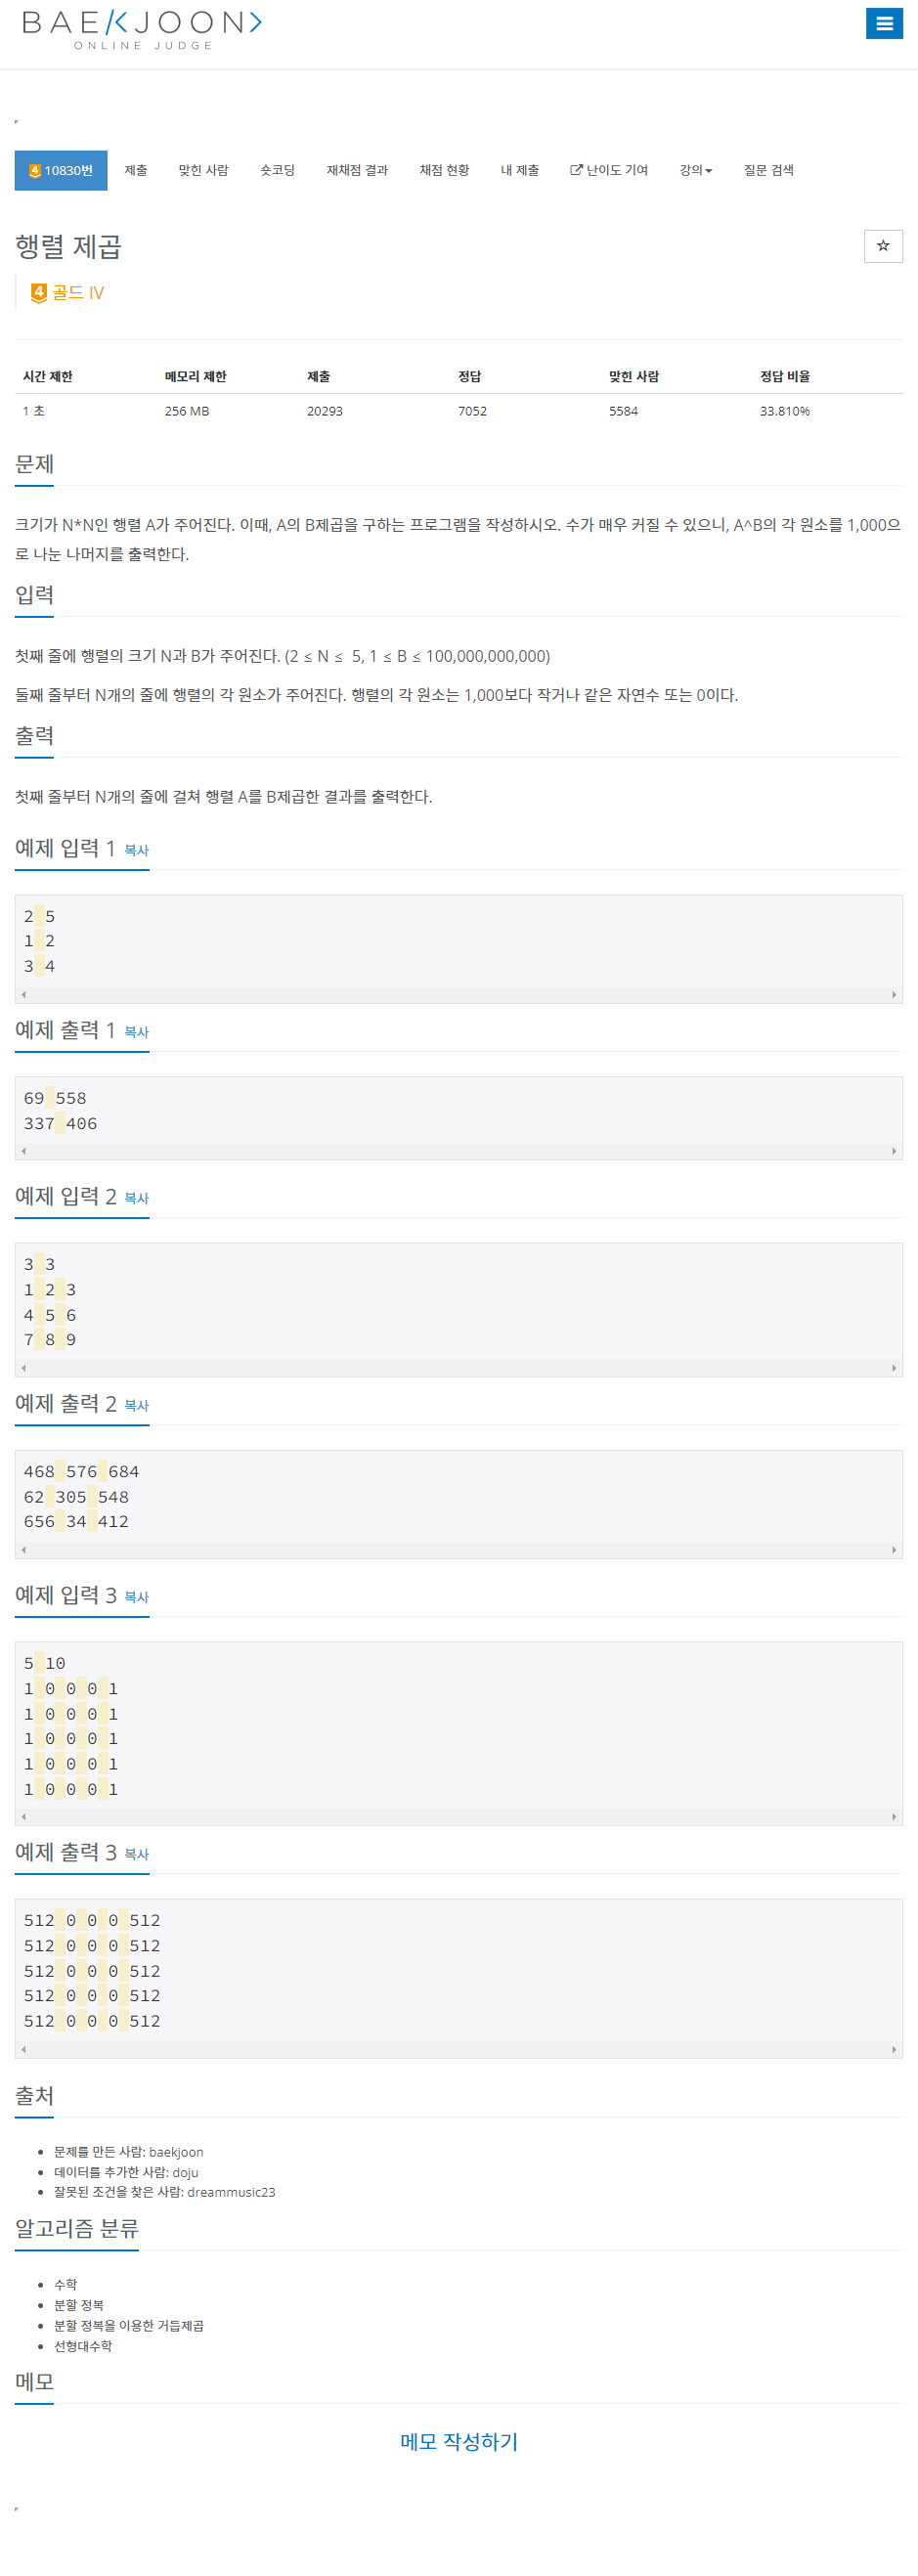 BAEKJOON
ONLINE JUDGE
4 10830번 제출 맞힌 사람 숏코딩 재채점 결과 채점 현황 내 제출 난이도 기여 강의 질문 검색
행렬 제곱
4 골드 IV
시간 제한 메모리 제한 제출 정답 맞힌 사람 정답 비율
1 초 256 MB 20293 7052 5584 33.810%
문제
크기가 N*N인 행렬 A가 주어진다. 이때, A의 B제곱을 구하는 프로그램을 작성하시오. 수가 매우 커질 수 있으니, A^B의 각 원소를 1,000으
로 나눈 나머지를 출력한다.
입력
첫째 줄에 행렬의 크기 N과 B가 주어진다. (2 ≤ N ≤ 5, 1 ≤ B ≤ 100,000,000,000)
둘째 줄부터 N개의 줄에 행렬의 각 원소가 주어진다. 행렬의 각 원소는 1,000보다 작거나 같은 자연수 또는 0이다.
출력
첫째 줄부터 N개의 줄에 걸쳐 행렬 A를 B제곱한 결과를 출력한다.
예제 입력 1 복사
2 5
1 2
3 4
예제 출력 1 복사
69 558
337 406
예제 입력 2 복사
3 3
1 2 3
4 5 6
7 8 9
예제 출력 2 복사
468 576 684
62 305 548
656 34 412
예제 입력 3 복사
5 10
1 0 0 0 1
1 0 0 0 1
1 0 0 0 1
1 0 0 0 1
1 0 0 0 1
예제 출력 3 복사
512 0 0 0 512
512 0 0 0 512
512 0 0 0 512
512 0 0 0 512
512 0 0 0 512
출처
문제를 만든 사람: baekjoon
데이터를 추가한 사람: doju
잘못된 조건을 찾은 사람: dreammusic23
알고리즘 분류
수학
분할 정복
분할 정복을 이용한 거듭제곱
선형대수학
메모
메모 작성하기